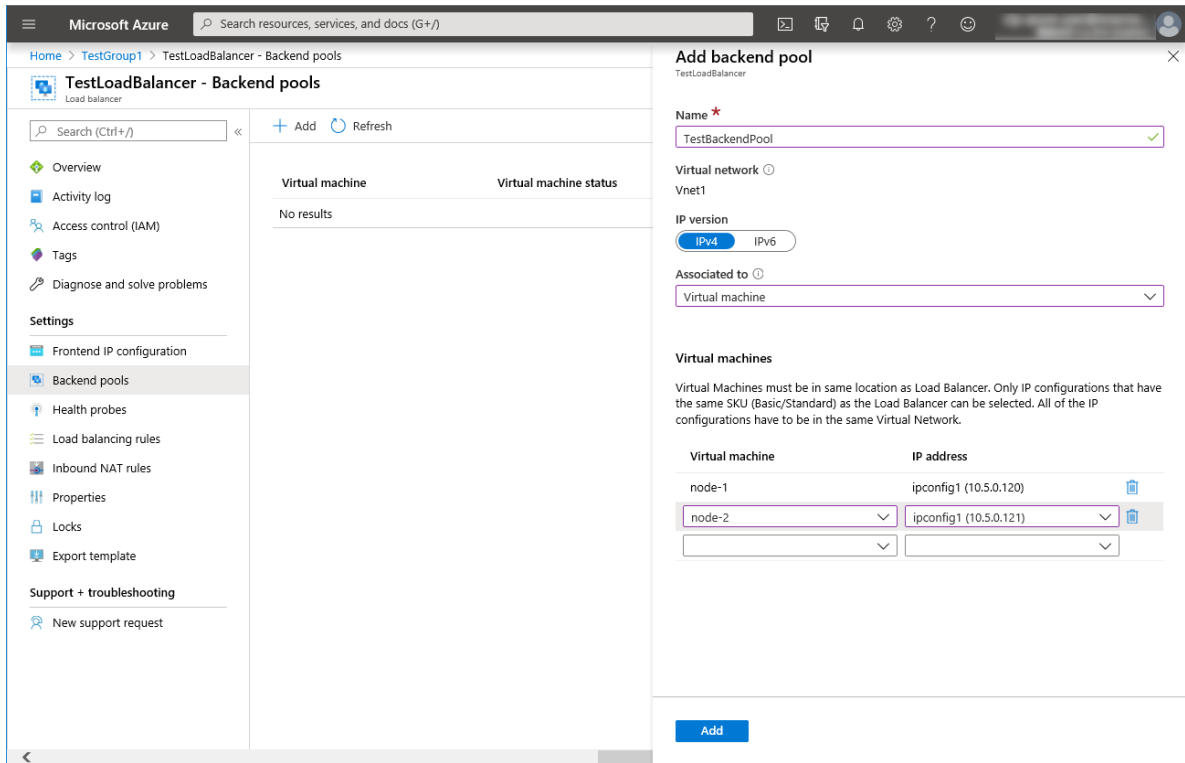 Microsoft Azure
Search resources, services, and docs (G+/)
Home > TestGroup1 > TestLoadBalancer - Backend pools
TestLoadBalancer - Backend pools
Load balancer
Search (Ctrl+/)
«
Overview
Activity log
Access control (IAM)
Tags
Diagnose and solve problems
Settings
Frontend IP configuration
Backend pools
Health probes
Load balancing rules
Inbound NAT rules
Properties
Locks
Export template
Support + troubleshooting
New support request
+ Add Refresh
Virtual machine Virtual machine status
No results
Add backend pool
TestLoadBalancer
Name *
TestBackendPool
Virtual network
Vnet1
IP version
IPv4 IPv6
Associated to
Virtual machine
Virtual machines
Virtual Machines must be in same location as Load Balancer. Only IP configurations that have
the same SKU (Basic/Standard) as the Load Balancer can be selected. All of the IP
configurations have to be in the same Virtual Network.
Virtual machine IP address
node-1 ipconfig1 (10.5.0.120)
node-2 ipconfig1 (10.5.0.121)
Add